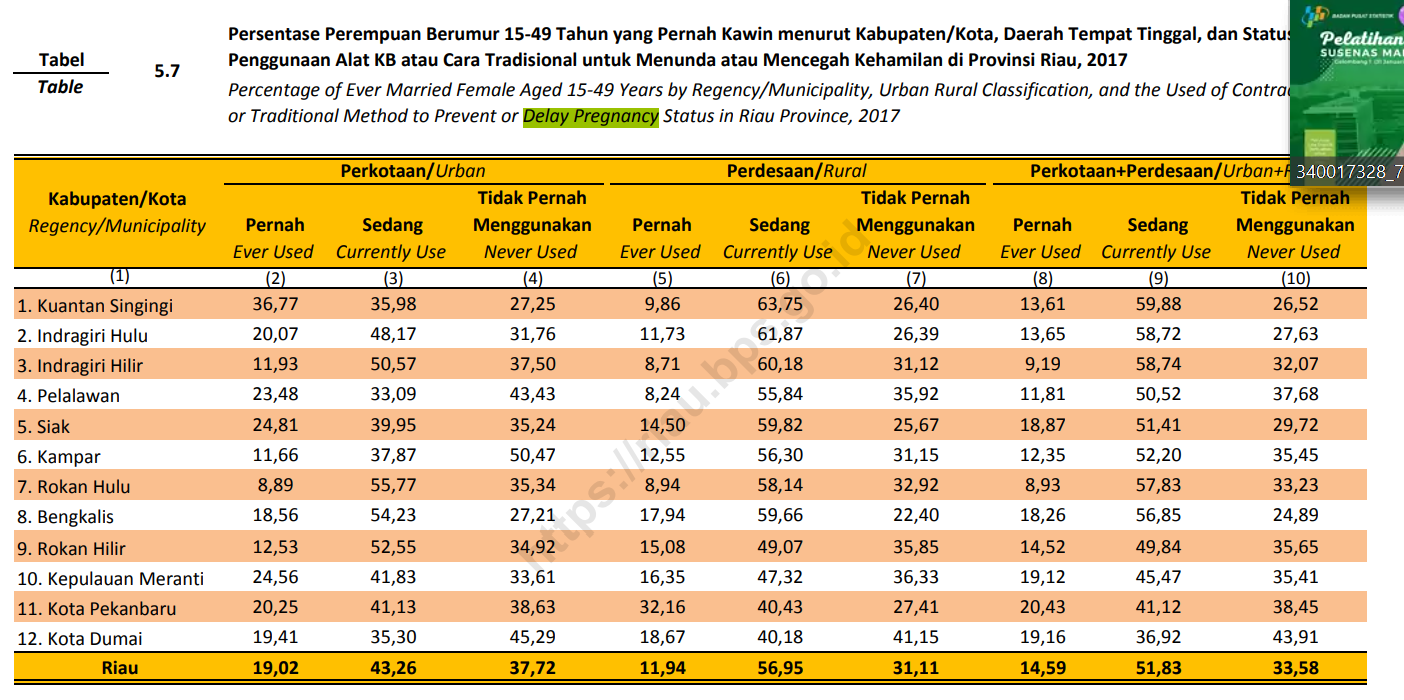 Tabel
Table
5.7
Persentase Perempuan Berumur 15-49 Tahun yang Pernah Kawin menurut Kabupaten/Kota, Daerah Tempat Tinggal, dan Status
Penggunaan Alat KB atau Cara Tradisional untuk Menunda atau Mencegah Kehamilan di Provinsi Riau, 2017
Percentage of Ever Married Female Aged 15-49 Years by Regency/Municipality, Urban Rural Classification, and the Used of Contra
or Traditional Method to Prevent or Delay Pregnancy Status in Riau Province, 2017
BADAN PUSAT STATISTIK
Pelatihan
SUSENAS MA
340017328_7
Kabupaten/Kota
Regency/Municipality
Perkotaan/Urban
Perdesaan/Rural
Perkotaan+Perdesaan/Urban+R
Pernah Sedang Tidak Pernah Menggunakan Pernah Sedang Tidak Pernah Menggunakan Pernah Sedang Tidak Pernah Menggunakan
Ever Used Currently Use Never Used Ever Used Currently Use Never Used Ever Used Currently Use Never Used
(1) (2) (3) (4) (5) (6) (7) (8) (9) (10)
1. Kuantan Singingi 36,77 35,98 27,25 9,86 63,75 26,40 13,61 59,88 26,52
2. Indragiri Hulu 20,07 48,17 31,76 11,73 61,87 26,39 13,65 58,72 27,63
3. Indragiri Hilir 11,93 50,57 37,50 8,71 60,18 31,12 9,19 58,74 32,07
4. Pelalawan 23,48 33,09 43,43 8,24 55,84 35,92 11,81 50,52 37,68
5. Siak 24,81 39,95 35,24 14,50 59,82 25,67 18,87 51,41 29,72
6. Kampar 11,66 37,87 50,47 12,55 56,30 31,15 12,35 52,20 35,45
7. Rokan Hulu 8,89 55,77 35,34 8,94 58,14 32,92 8,93 57,83 33,23
8. Bengkalis 18,56 54,23 27,21 17,94 59,66 22,40 18,26 56,85 24,89
9. Rokan Hilir 12,53 52,55 34,92 15,08 49,07 35,85 14,52 49,84 35,65
10. Kepulauan Meranti 24,56 41,83 33,61 16,35 47,32 36,33 19,12 45,47 35,41
11. Kota Pekanbaru 20,25 41,13 38,63 32,16 40,43 27,41 20,43 41,12 38,45
12. Kota Dumai 19,41 35,30 45,29 18,67 40,18 41,15 19,16 36,92 43,91
Riau 19,02 43,26 37,72 11,94 56,95 31,11 14,59 51,83 33,58
https://riau.bps.go.id